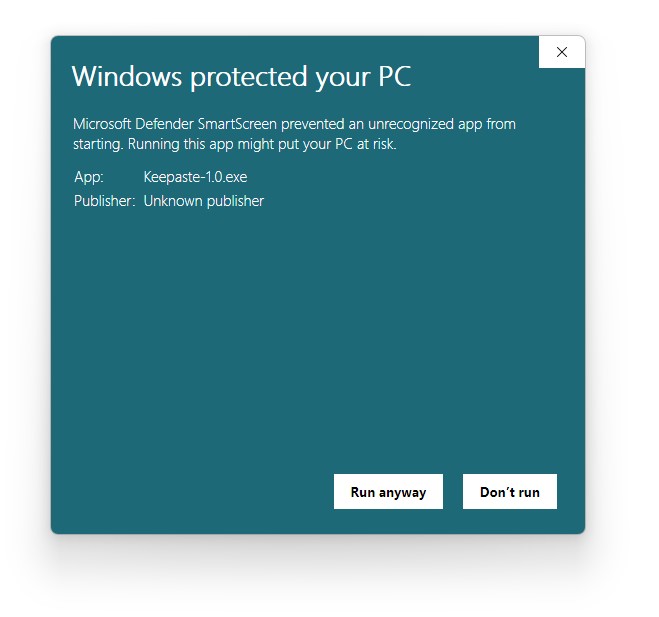 Windows protected your PC
Microsoft Defender SmartScreen prevented an unrecognized app from
starting. Running this app might put your PC at risk.
App: Keepaste-1.0.exe
Publisher: Unknown publisher
Run anyway Don’t run